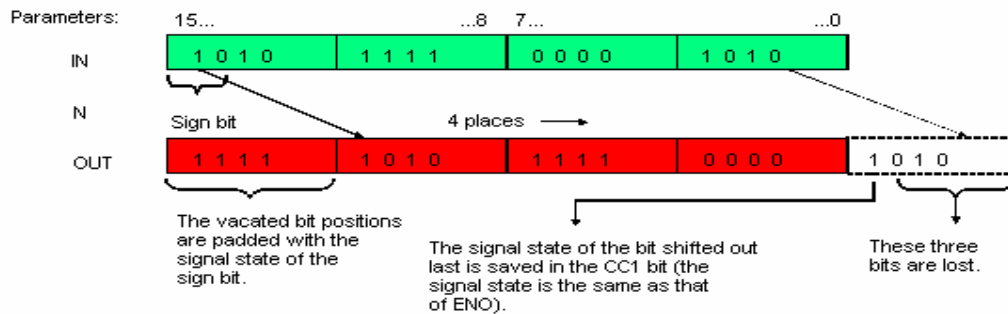 Parameters: 15... ...8 7... ...0
IN 1 0 1 0 1 1 1 1 0 0 0 0 1 0 1 0
N Sign bit 4 places
OUT 1 1 1 1 1 0 1 0 1 1 1 1 0 0 0 0 1 0 1 0
The vacated bit positions
are padded with the
signal state of the
sign bit.
The signal state of the bit shifted out
last is saved in the CC1 bit (the
signal state is the same as that
of ENO).
These three
bits are lost.